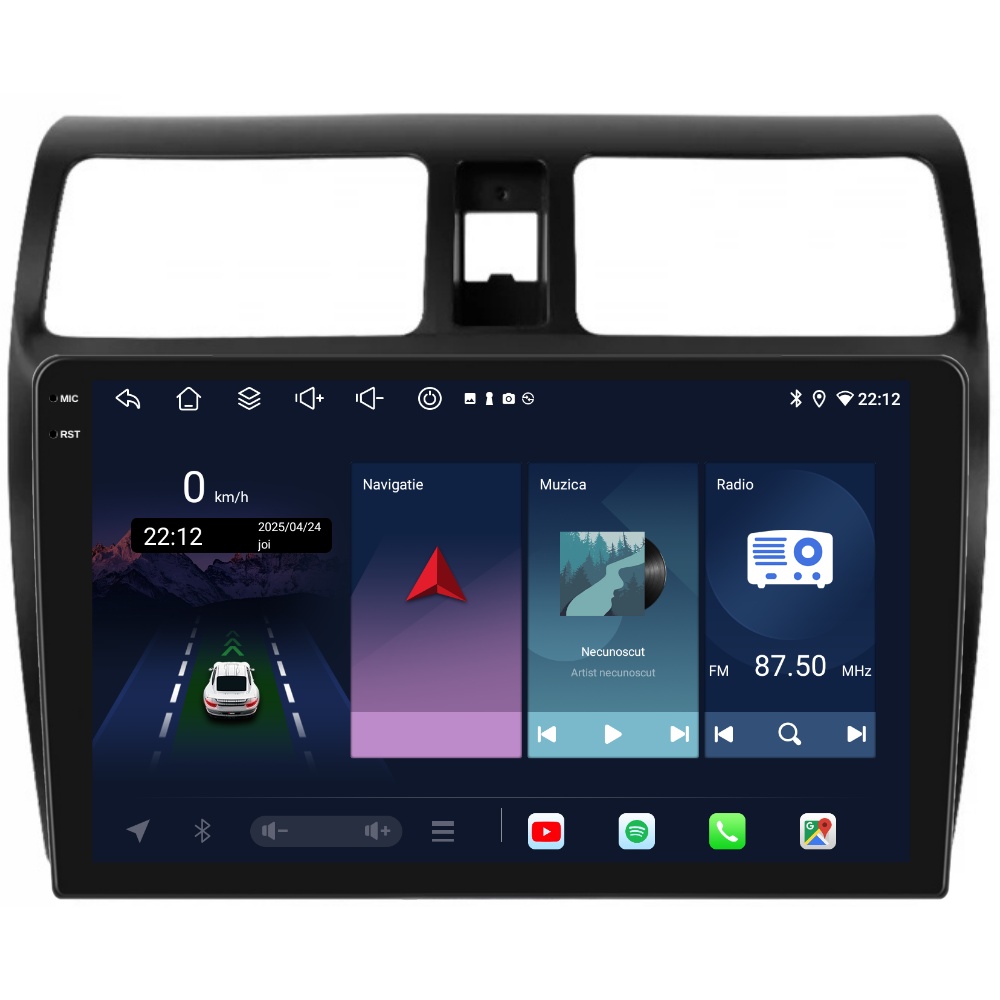 MIC
RST
22:12
0 km/h
22:12
2025/04/24
joi
Navigatie
Muzica
Necunoscut
Artist necunoscut
Radio
FM 87.50 MHz